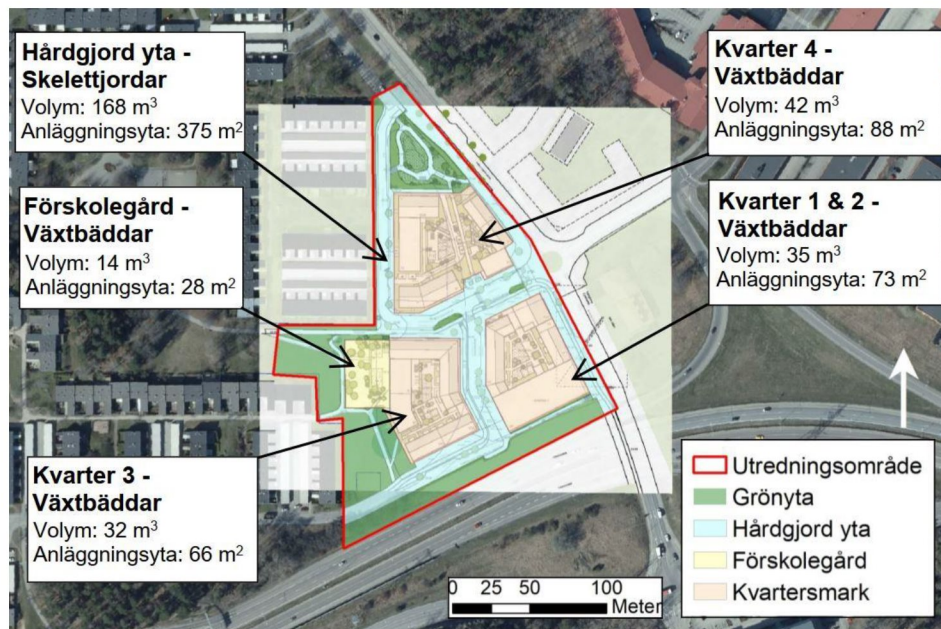 Hårdgjord yta -
Skelettjordar
Volym: 168 m³
Anläggningsyta: 375 m²
Förskolegård -
Växtbäddar
Volym: 14 m³
Anläggningsyta: 28 m²
Kvarter 3 -
Växtbäddar
Volym: 32 m³
Anläggningsyta: 66 m²
Kvarter 4 -
Växtbäddar
Volym: 42 m³
Anläggningsyta: 88 m²
Kvarter 1 & 2 -
Växtbäddar
Volym: 35 m³
Anläggningsyta: 73 m²
Utredningsområde
Grönyta
Hårdgjord yta
Förskolegård
Kvartersmark
0 25 50 100
Meter